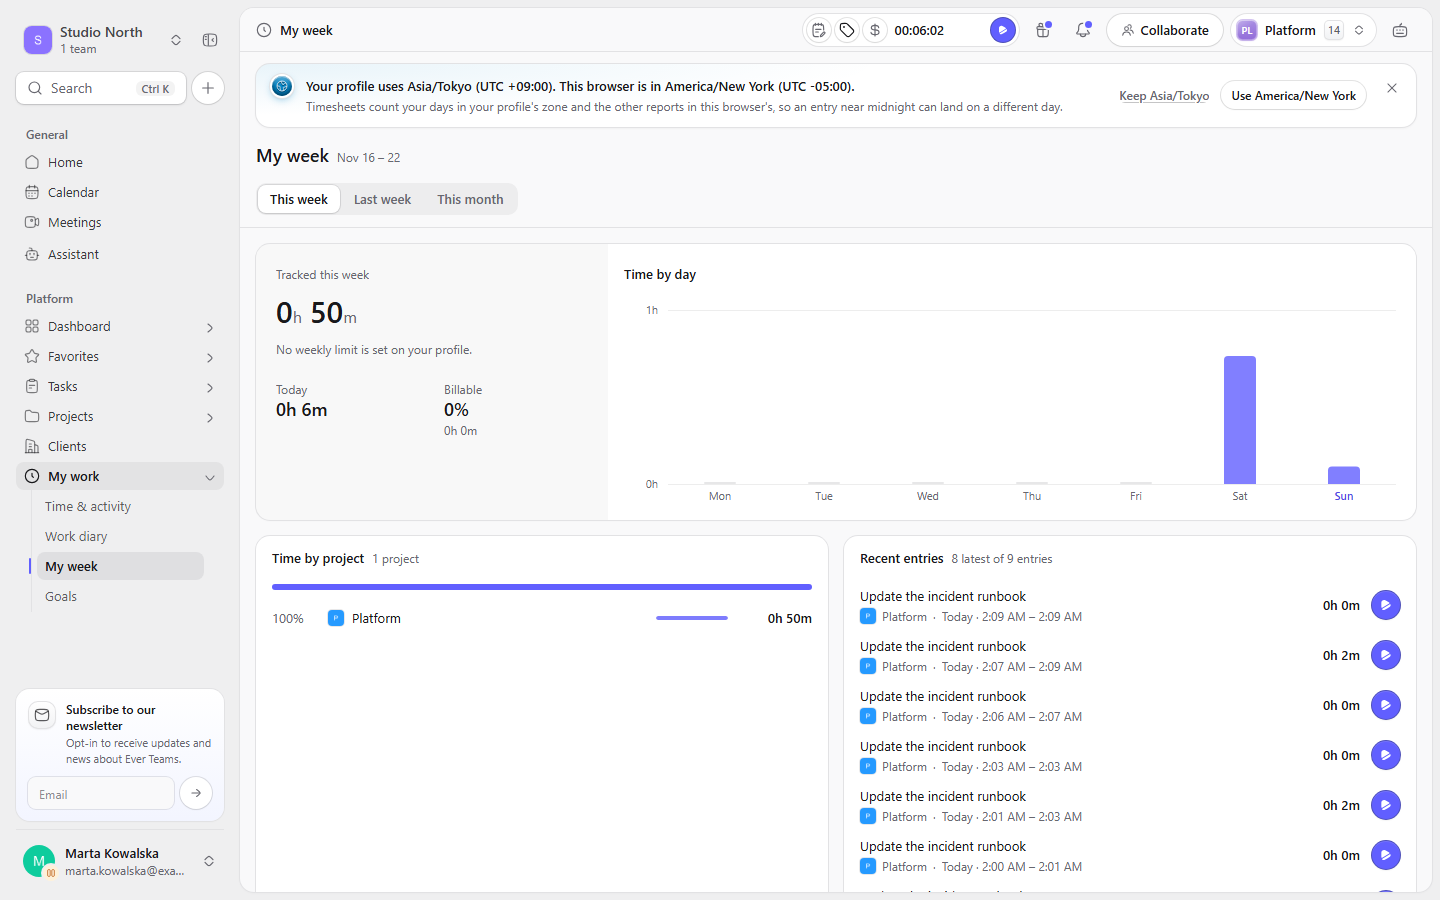 S
Studio North
1 team
Search
Ctrl K
General
Home
Calendar
Meetings
Assistant
Platform
Dashboard
Favorites
Tasks
Projects
Clients
My work
Time & activity
Work diary
My week
Goals
Subscribe to our
newsletter
Opt-in to receive updates and
news about Ever Teams.
Email
M
Marta Kowalska
marta.kowalska@exa...
My week
00:06:02
Collaborate
PL
Platform
14
Your profile uses Asia/Tokyo (UTC +09:00). This browser is in America/New York (UTC -05:00).
Timesheets count your days in your profile's zone and the other reports in this browser's, so an entry near midnight can land on a different day.
Keep Asia/Tokyo
Use America/New York
My week Nov 16 – 22
This week
Last week
This month
Tracked this week
0h 50m
No weekly limit is set on your profile.
Today
0h 6m
Billable
0%
0h 0m
Time by day
1h
0h
Mon Tue Wed Thu Fri Sat Sun
Time by project 1 project
100% P Platform 0h 50m
Recent entries 8 latest of 9 entries
Update the incident runbook
P Platform · Today · 2:09 AM – 2:09 AM
0h 0m
Update the incident runbook
P Platform · Today · 2:07 AM – 2:09 AM
0h 2m
Update the incident runbook
P Platform · Today · 2:06 AM – 2:07 AM
0h 0m
Update the incident runbook
P Platform · Today · 2:03 AM – 2:03 AM
0h 0m
Update the incident runbook
P Platform · Today · 2:01 AM – 2:03 AM
0h 2m
Update the incident runbook
P Platform · Today · 2:00 AM – 2:01 AM
0h 0m